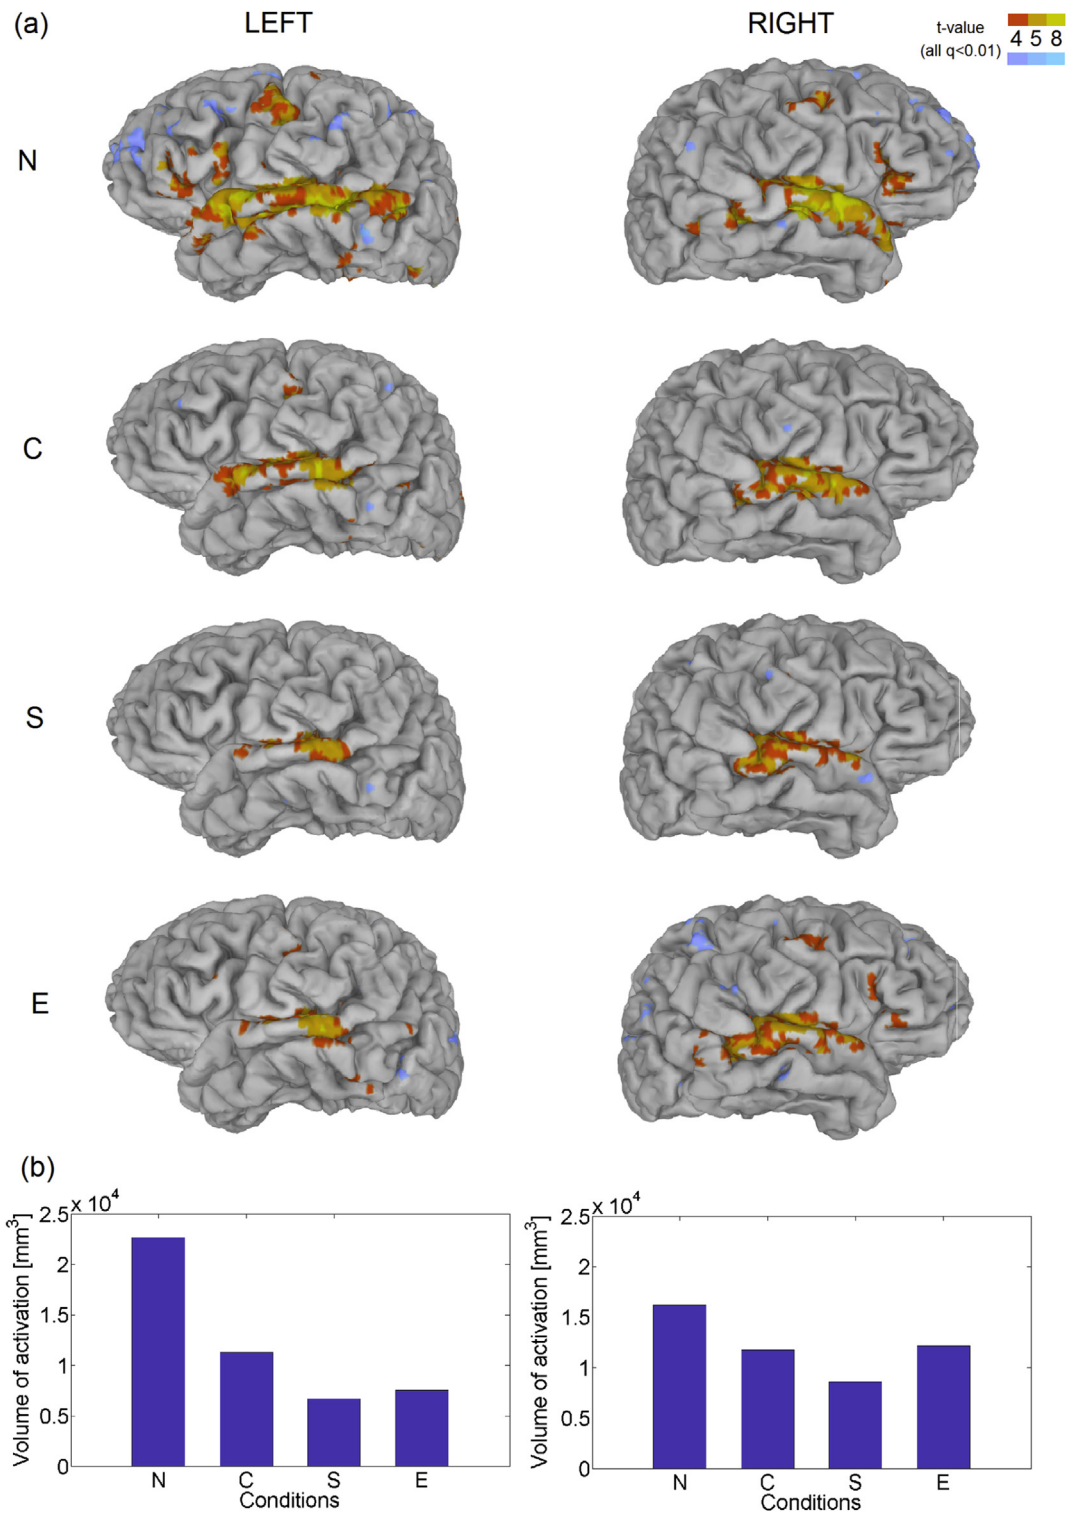 (a)
LEFT
RIGHT
t-value
(all q<0.01)
4 5 8
N
C
S
E
(b)
x 10^4
2.5
2
1.5
1
0.5
0
Volume of activation [mm^3]
N C S E
Conditions
x 10^4
2.5
2
1.5
1
0.5
0
Volume of activation [mm^3]
N C S E
Conditions